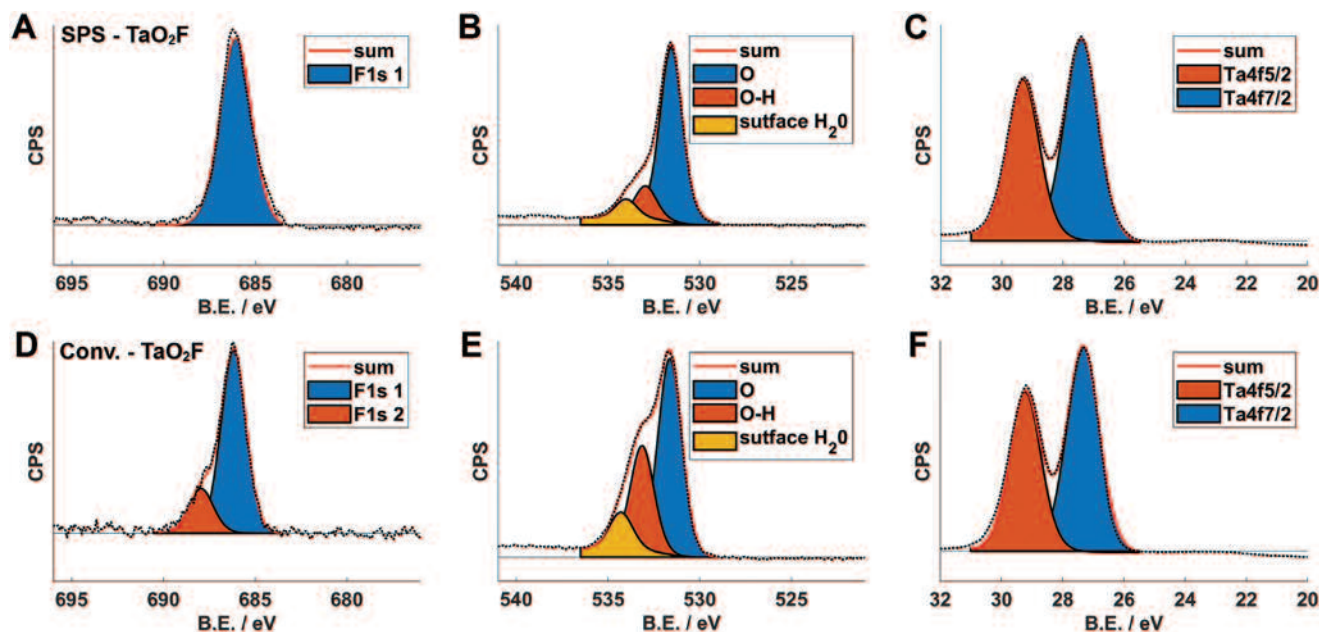 A
SPS - TaO₂F
sum
F1s 1
CPS
695 690 685 680
B.E. / eV
B
sum
O
O-H
sutface H₂0
CPS
540 535 530 525
B.E. / eV
C
sum
Ta4f5/2
Ta4f7/2
CPS
32 30 28 26 24 22 20
B.E. / eV
D
Conv. - TaO₂F
sum
F1s 1
F1s 2
CPS
695 690 685 680
B.E. / eV
E
sum
O
O-H
sutface H₂0
CPS
540 535 530 525
B.E. / eV
F
sum
Ta4f5/2
Ta4f7/2
CPS
32 30 28 26 24 22 20
B.E. / eV